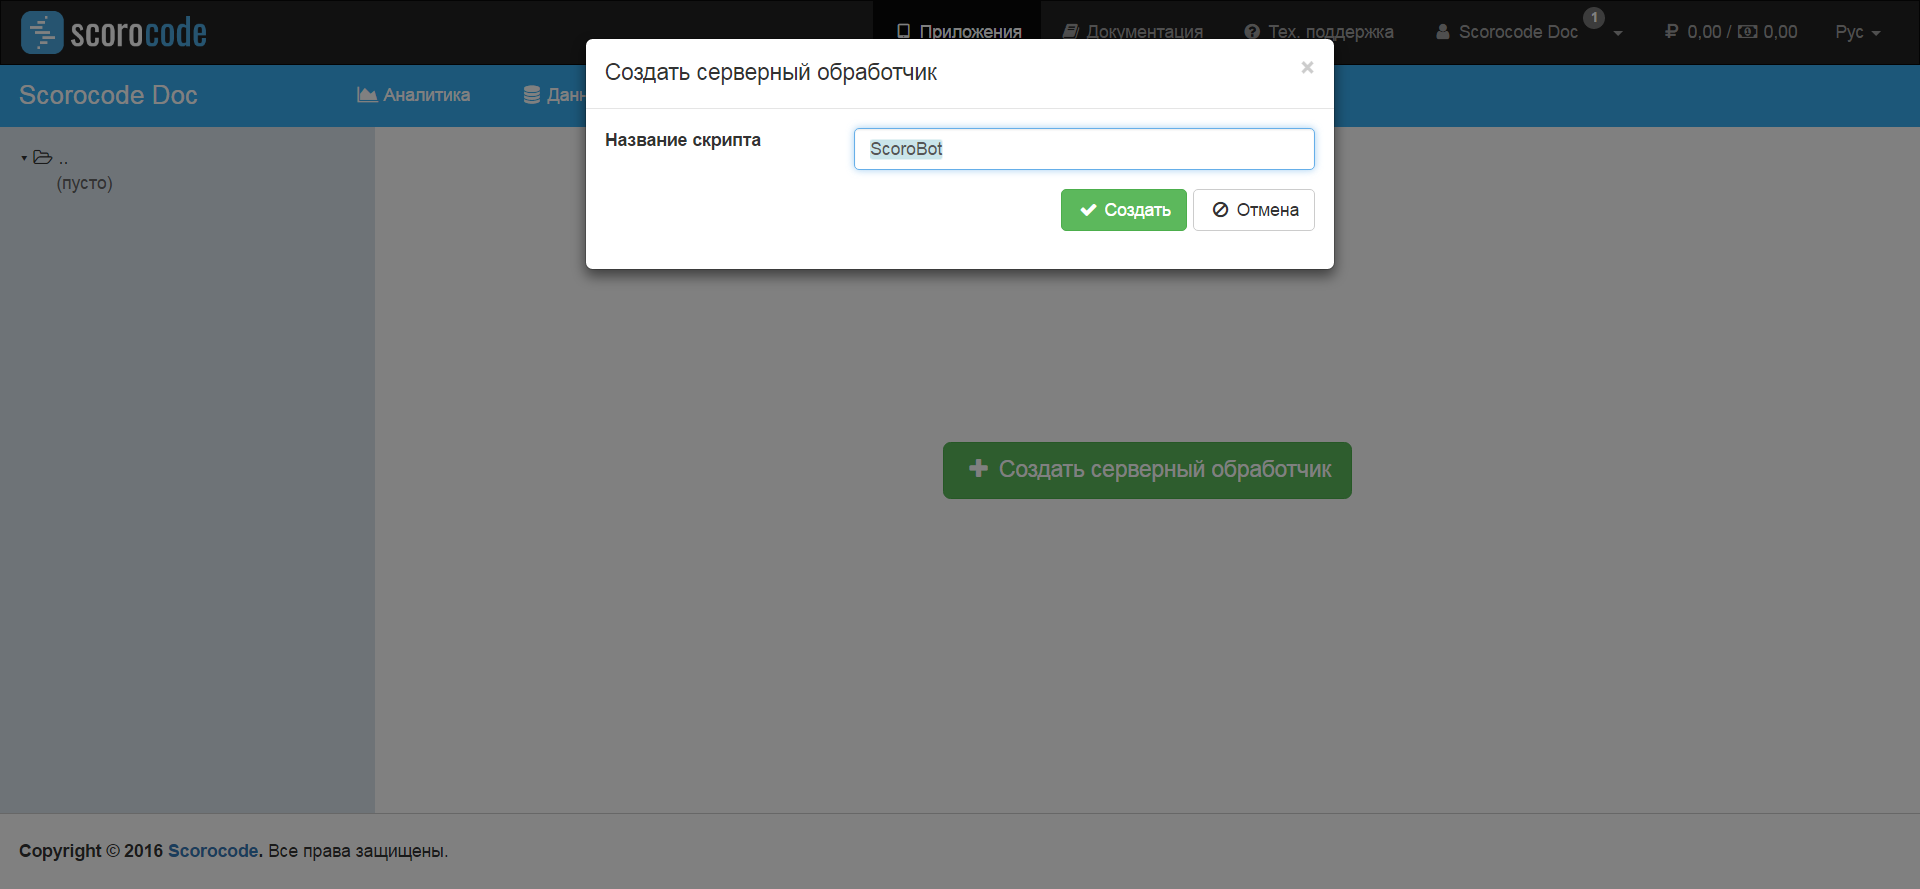 scorocode
Приложения
Документация
Тех. поддержка
Scorocode Doc
1
0,00 / 0,00
Рус
Создать серверный обработчик
×
Scorocode Doc
Аналитика
Данн
Название скрипта
ScoroBot
..
(пусто)
Создать
Отмена
Создать серверный обработчик
Copyright © 2016 Scorocode. Все права защищены.